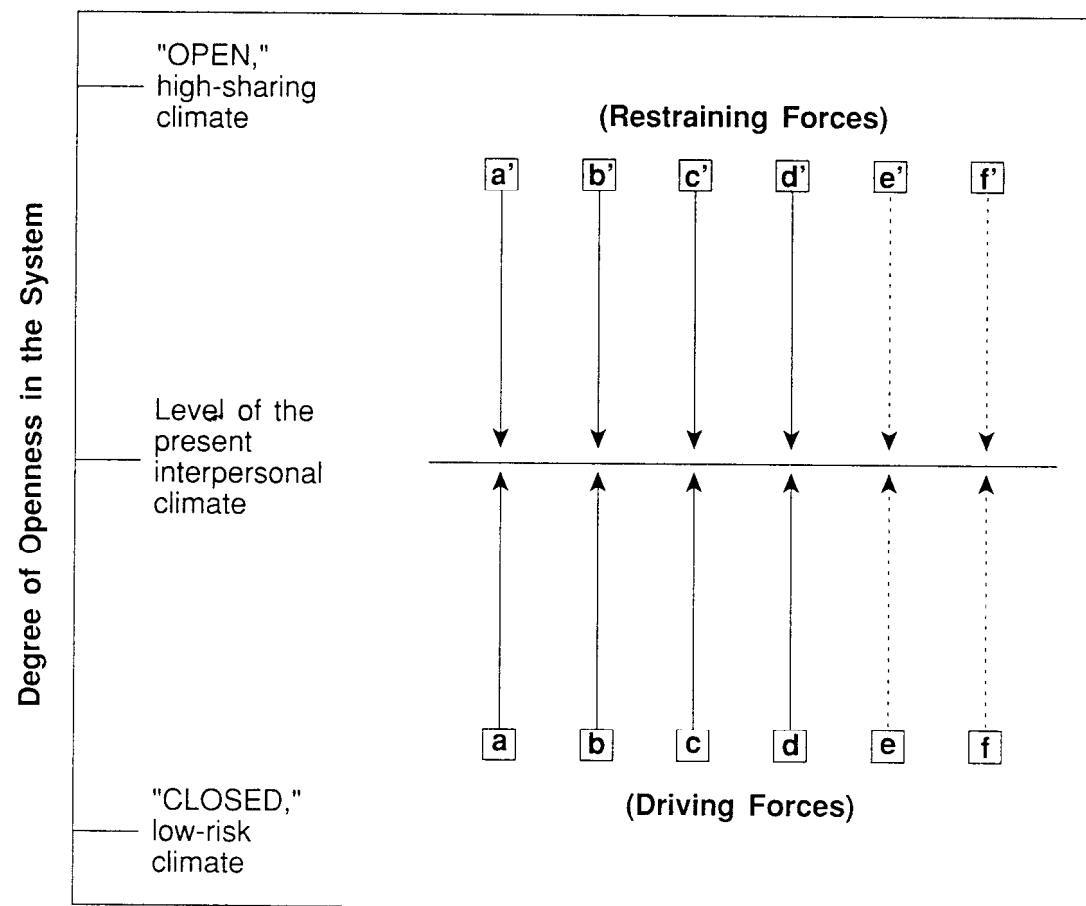 Degree of Openness in the System
"OPEN,"
high-sharing
climate
(Restraining Forces)
a' b' c' d' e' f'
Level of the
present
interpersonal
climate
a b c d e f
(Driving Forces)
"CLOSED,"
low-risk
climate